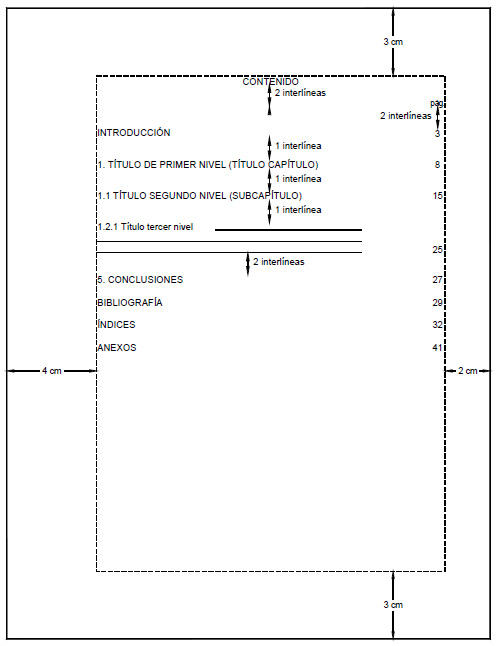 3 cm
CONTENIDO
2 interlíneas
pág
2 interlíneas
INTRODUCCIÓN 3
1 interlínea
1. TÍTULO DE PRIMER NIVEL (TÍTULO CAPÍTULO) 8
1 interlínea
1.1 TÍTULO SEGUNDO NIVEL (SUBCAPÍTULO) 15
1 interlínea
1.2.1 Título tercer nivel
25
2 interlíneas
5. CONCLUSIONES 27
BIBLIOGRAFÍA 29
ÍNDICES 32
ANEXOS 41
4 cm 2 cm
3 cm